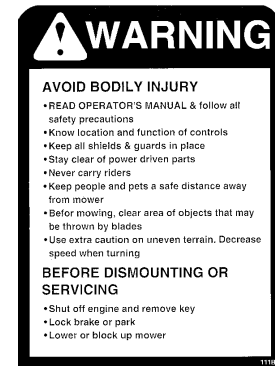 WARNING
AVOID BODILY INJURY
•READ OPERATOR'S MANUAL & follow all
safety precautions
•Know location and function of controls
•Keep all shields & guards in place
•Stay clear of power driven parts
•Never carry riders
•Keep people and pets a safe distance away
from mower
•Befor mowing, clear area of objects that may
be thrown by blades
•Use extra caution on uneven terrain. Decrease
speed when turning
BEFORE DISMOUNTING OR
SERVICING
•Shut off engine and remove key
•Lock brake or park
•Lower or block up mower